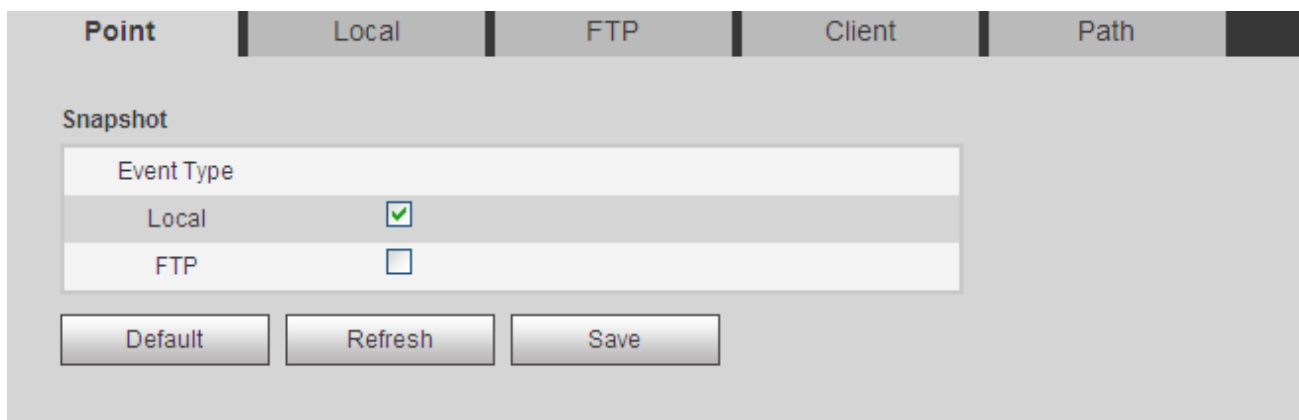 Point Local FTP Client Path
Snapshot
Event Type
Local
FTP
Default Refresh Save